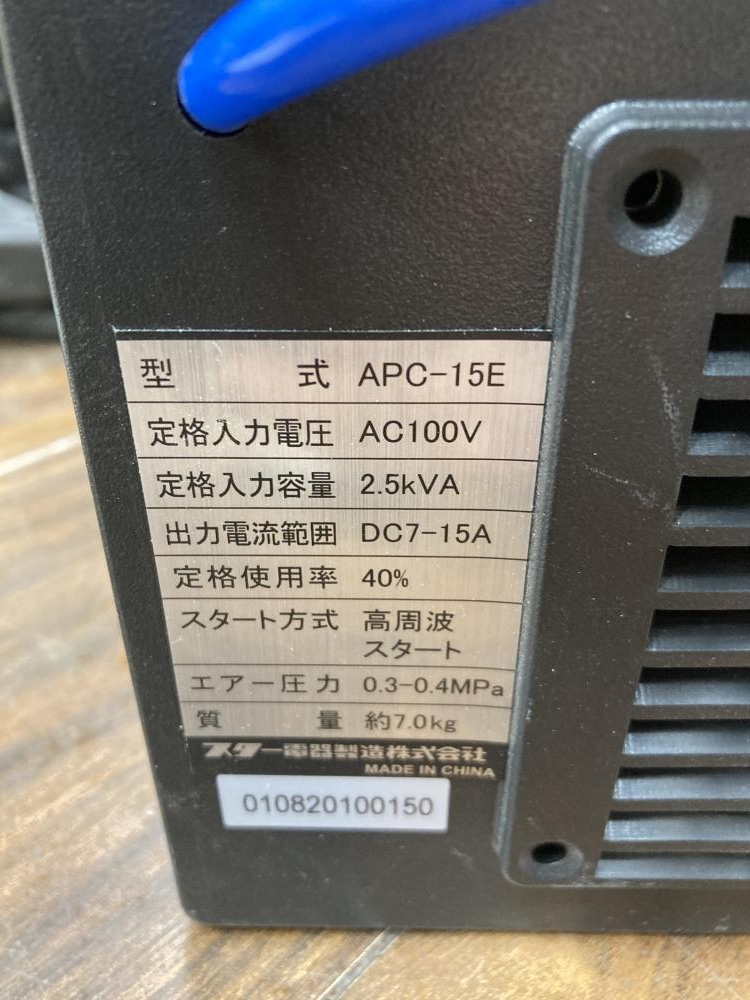 型 式 APC-15E
定格入力電圧 AC100V
定格入力容量 2.5kVA
出力電流範囲 DC7-15A
定格使用率 40%
スタート方式 高周波
スタート
エアー圧力 0.3-0.4MPa
質 量 約7.0kg
スター電器製造株式会社
MADE IN CHINA
010820100150